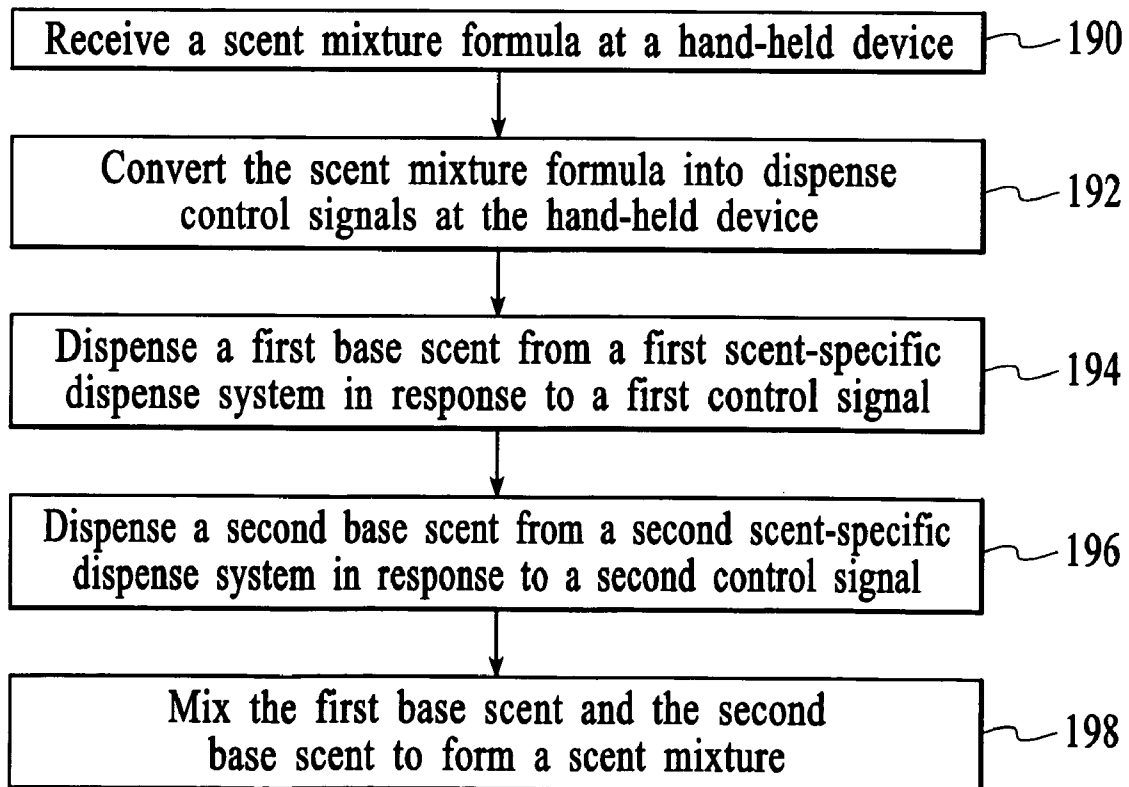 Receive a scent mixture formula at a hand-held device
190
Convert the scent mixture formula into dispense
control signals at the hand-held device
192
Dispense a first base scent from a first scent-specific
dispense system in response to a first control signal
194
Dispense a second base scent from a second scent-specific
dispense system in response to a second control signal
196
Mix the first base scent and the second
base scent to form a scent mixture
198